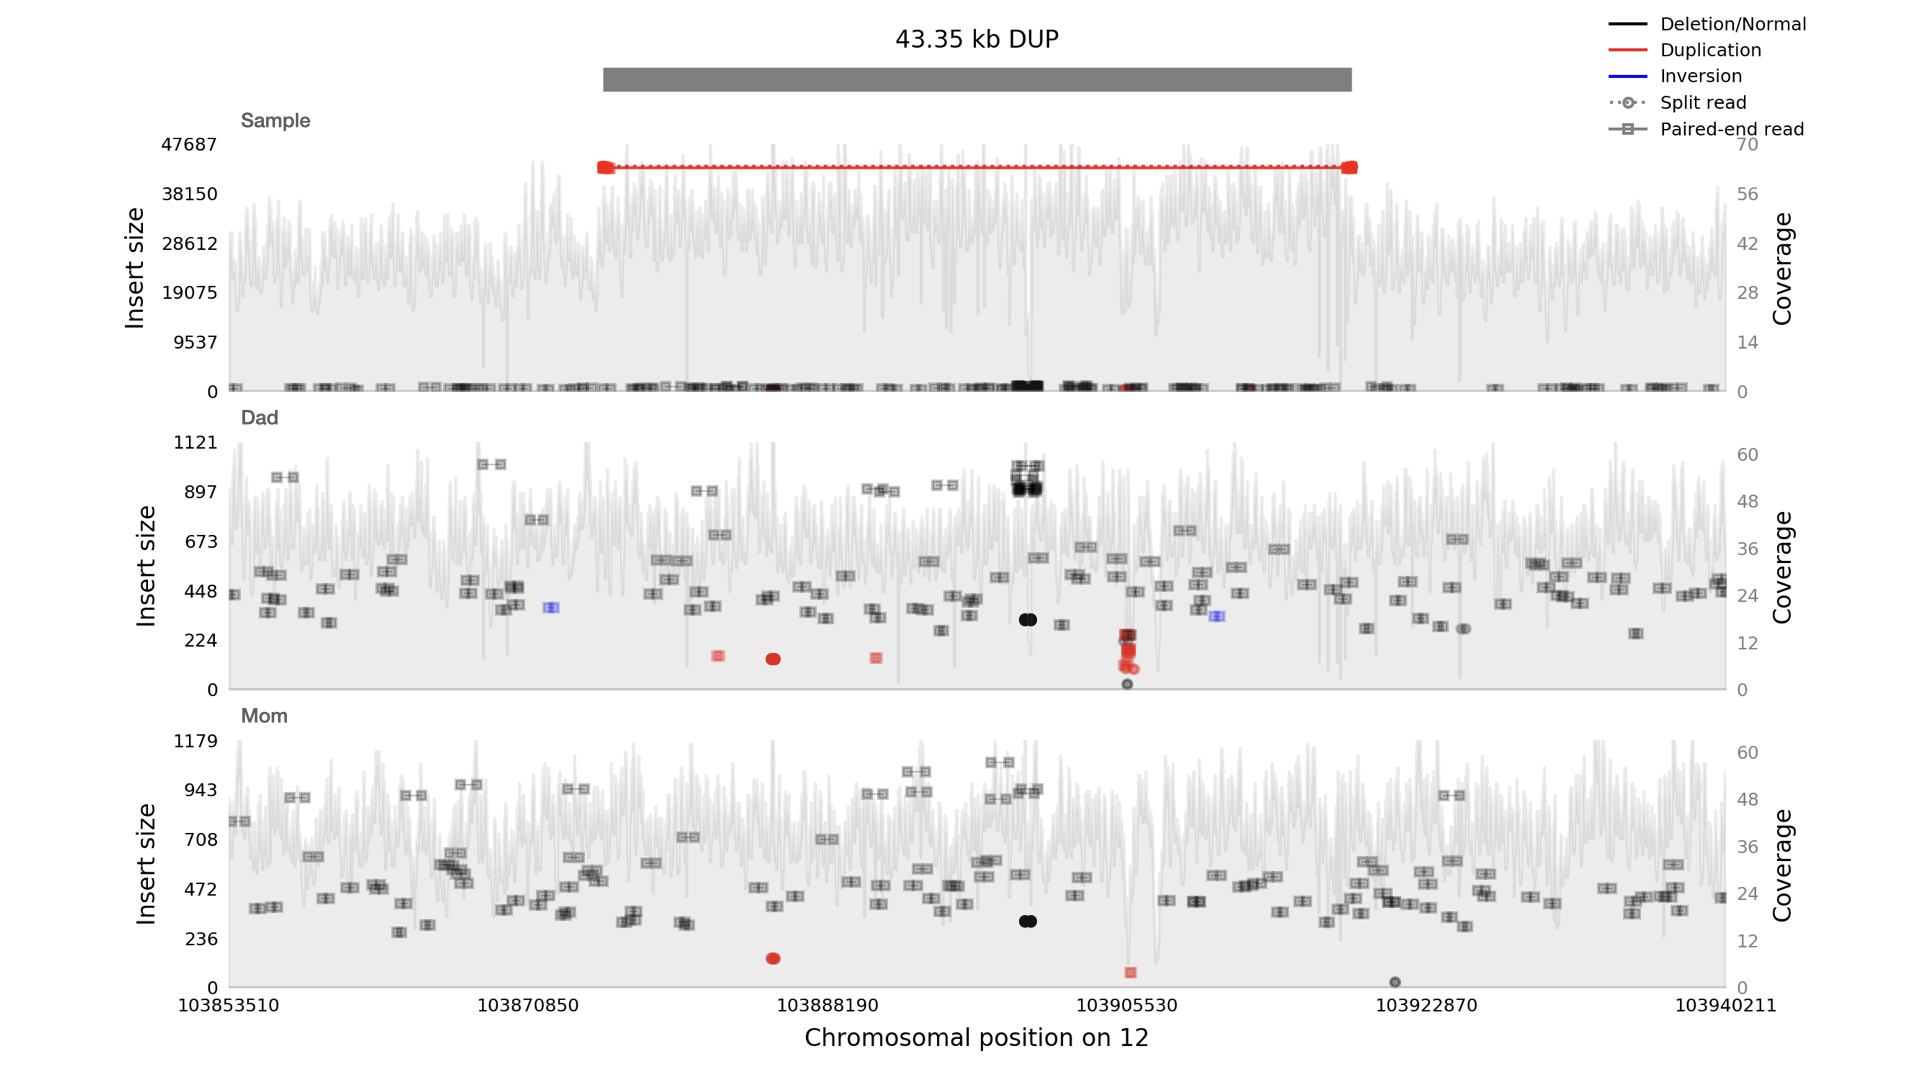 43.35 kb DUP
Deletion/Normal
Duplication
Inversion
Split read
Paired-end read
Sample
47687
38150
28612
19075
9537
0
Insert size
70
56
42
28
14
0
Coverage
Dad
1121
897
673
448
224
0
Insert size
60
48
36
24
12
0
Coverage
Mom
1179
943
708
472
236
0
Insert size
60
48
36
24
12
0
Coverage
103853510 103870850 103888190 103905530 103922870 103940211
Chromosomal position on 12